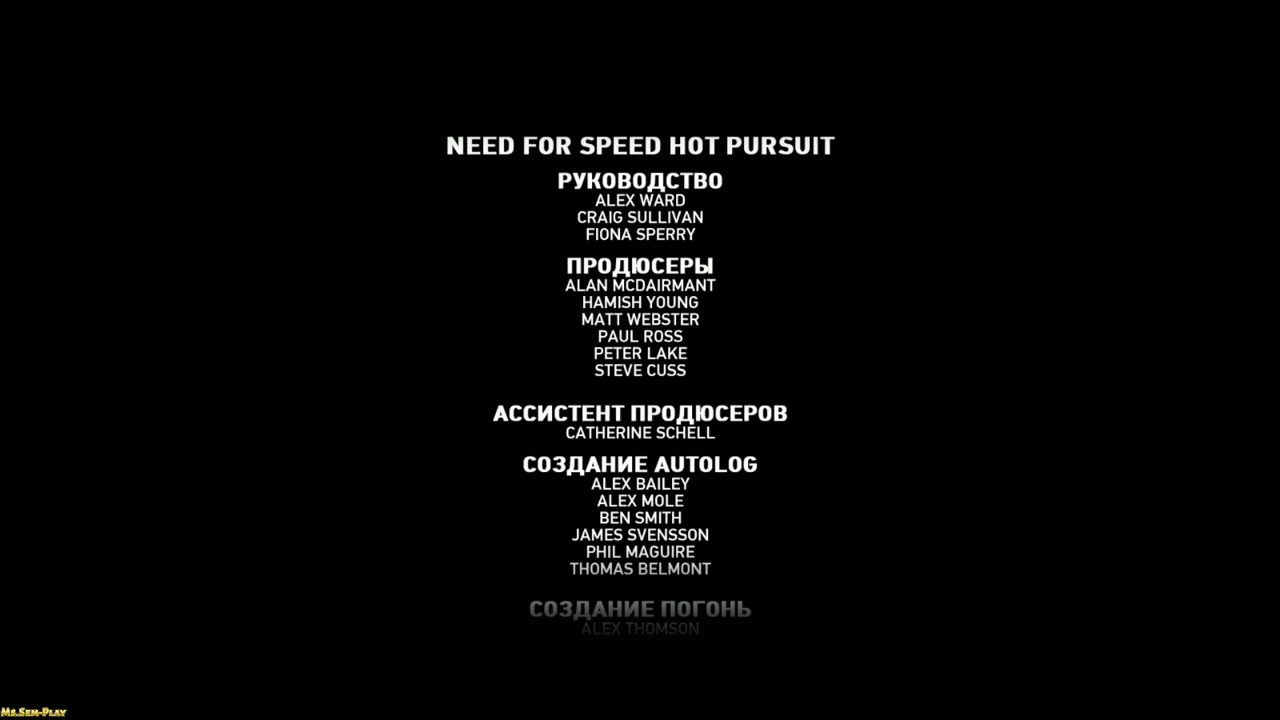 NEED FOR SPEED HOT PURSUIT
РУКОВОДСТВО
ALEX WARD
CRAIG SULLIVAN
FIONA SPERRY
ПРОДЮСЕРЫ
ALAN MCDAIRMANT
HAMISH YOUNG
MATT WEBSTER
PAUL ROSS
PETER LAKE
STEVE CUSS
АССИСТЕНТ ПРОДЮСЕРОВ
CATHERINE SCHELL
СОЗДАНИЕ AUTOLOG
ALEX BAILEY
ALEX MOLE
BEN SMITH
JAMES SVENSSON
PHIL MAGUIRE
THOMAS BELMONT
СОЗДАНИЕ ПОГОНЬ
ALEX THOMSON
Ms.Sem-Play